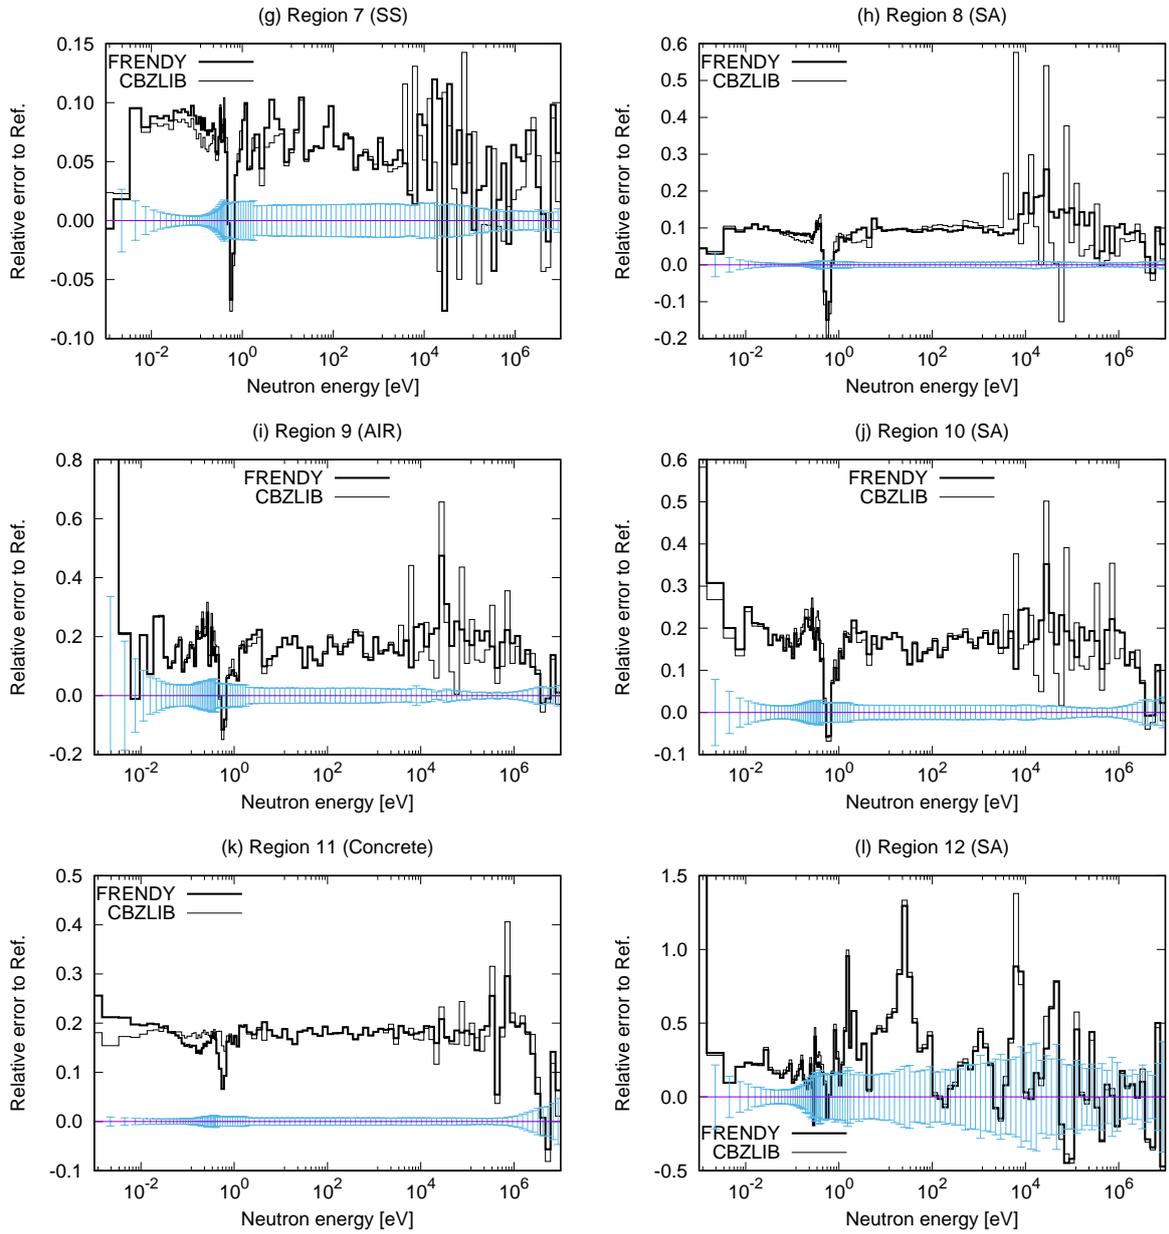 (g) Region 7 (SS)
Relative error to Ref.
0.15
0.10
0.05
0.00
-0.05
-0.10
FRENDY
CBZLIB
10^-2 10^0 10^2 10^4 10^6
Neutron energy [eV]
(h) Region 8 (SA)
Relative error to Ref.
0.6
0.5
0.4
0.3
0.2
0.1
0.0
-0.1
-0.2
FRENDY
CBZLIB
10^-2 10^0 10^2 10^4 10^6
Neutron energy [eV]
(i) Region 9 (AIR)
Relative error to Ref.
0.8
0.6
0.4
0.2
0.0
-0.2
FRENDY
CBZLIB
10^-2 10^0 10^2 10^4 10^6
Neutron energy [eV]
(j) Region 10 (SA)
Relative error to Ref.
0.6
0.5
0.4
0.3
0.2
0.1
0.0
-0.1
FRENDY
CBZLIB
10^-2 10^0 10^2 10^4 10^6
Neutron energy [eV]
(k) Region 11 (Concrete)
Relative error to Ref.
0.5
0.4
0.3
0.2
0.1
0.0
-0.1
FRENDY
CBZLIB
10^-2 10^0 10^2 10^4 10^6
Neutron energy [eV]
(l) Region 12 (SA)
Relative error to Ref.
1.5
1.0
0.5
0.0
-0.5
FRENDY
CBZLIB
10^-2 10^0 10^2 10^4 10^6
Neutron energy [eV]